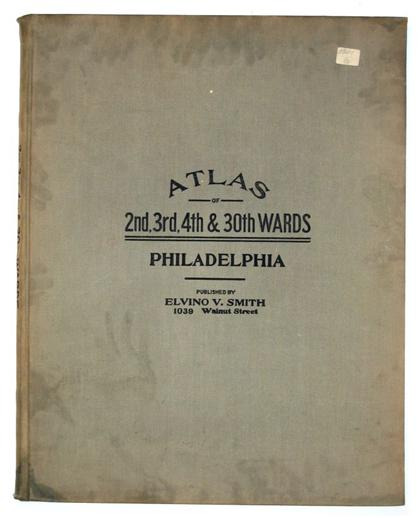 ATLAS
OF
2nd, 3rd, 4th & 30th WARDS
PHILADELPHIA
PUBLISHED BY
ELVINO V. SMITH
1039 Walnut Street